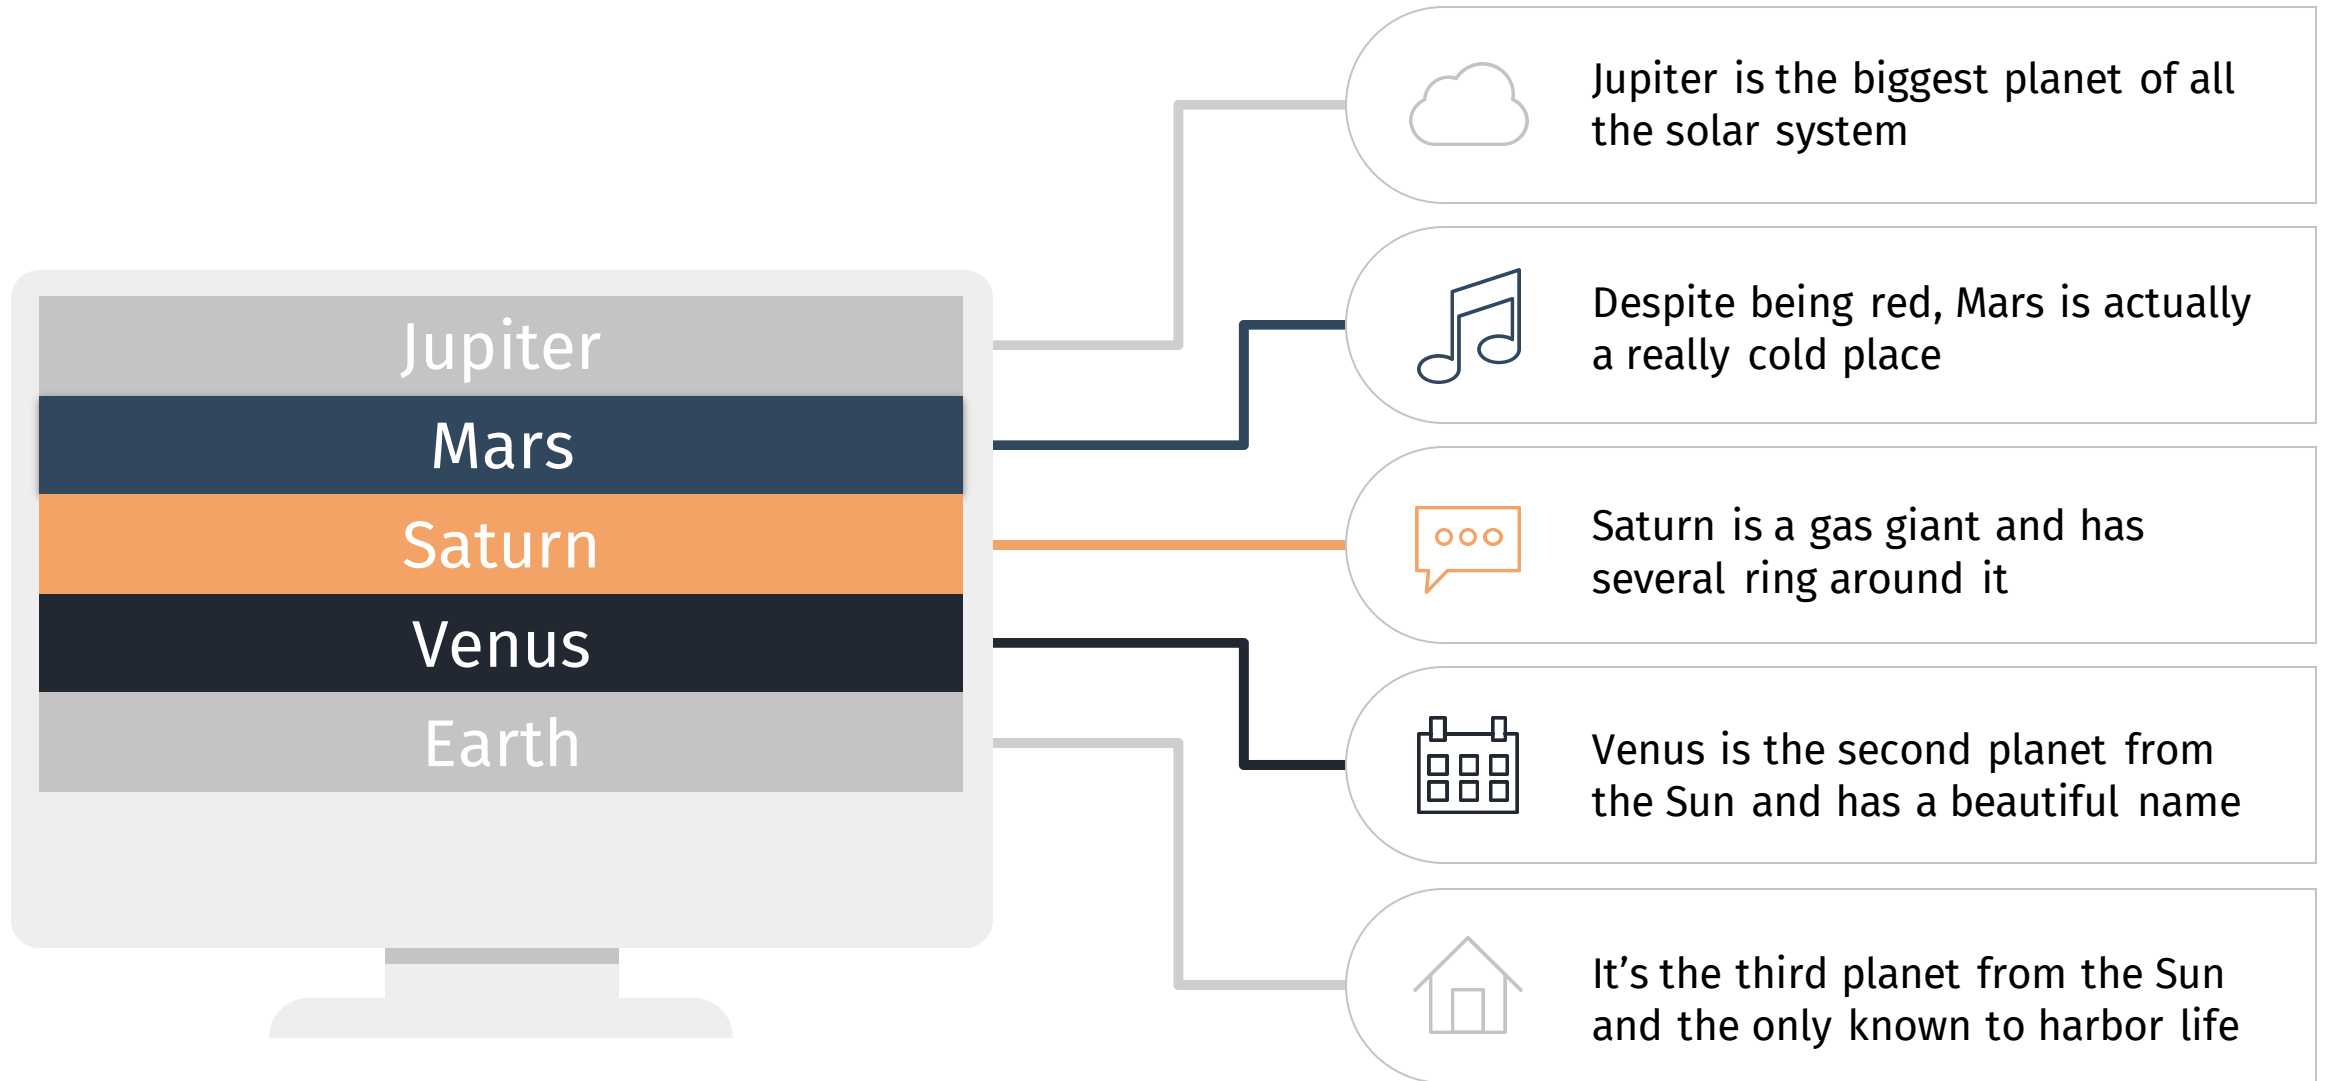 Jupiter
Mars
Saturn
Venus
Earth
Jupiter is the biggest planet of all
the solar system
Despite being red, Mars is actually
a really cold place
Saturn is a gas giant and has
several ring around it
Venus is the second planet from
the Sun and has a beautiful name
It’s the third planet from the Sun
and the only known to harbor life